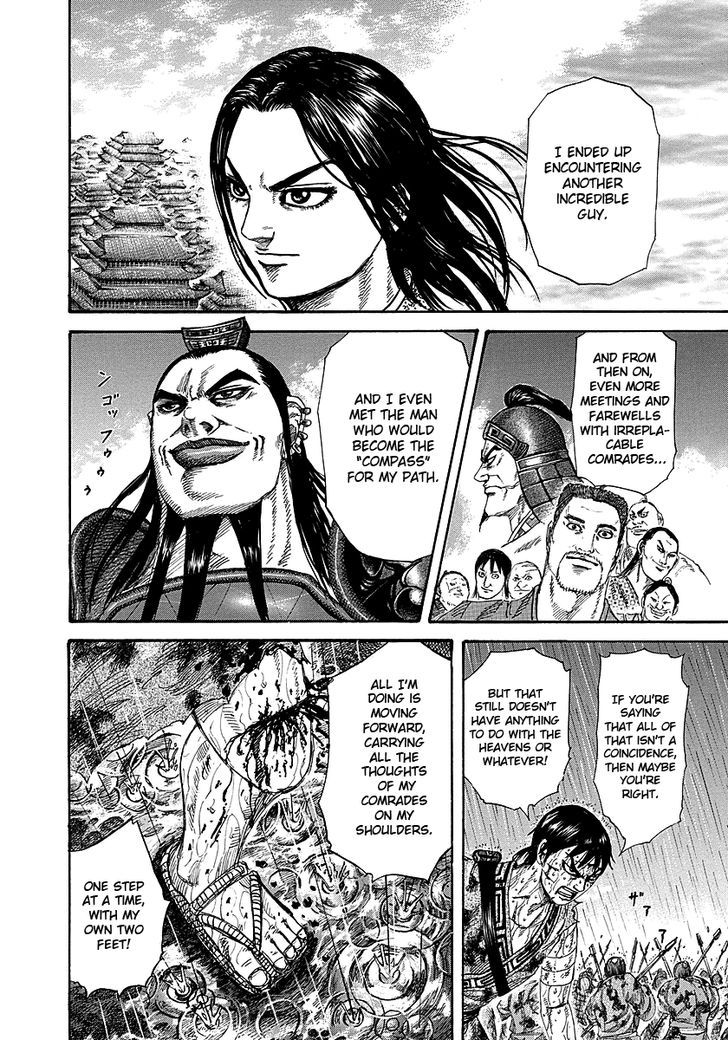 I ENDED UP
ENCOUNTERING
ANOTHER
INCREDIBLE
GUY.
AND FROM
THEN ON,
EVEN MORE
MEETINGS AND
FAREWELLS
WITH IRREPLA-
CABLE
COMRADES...
AND I EVEN
MET THE MAN
WHO WOULD
BECOME THE
"COMPASS"
FOR MY PATH.
ンゴッフゥゥゥ
IF YOU'RE
SAYING
THAT ALL OF
THAT ISN'T A
COINCIDENCE,
THEN MAYBE
YOU'RE
RIGHT.
BUT THAT
STILL DOESN'T
HAVE ANYTHING
TO DO WITH THE
HEAVENS OR
WHATEVER!
ザアア
ALL I'M
DOING IS
MOVING
FORWARD,
CARRYING
ALL THE
THOUGHTS
OF MY
COMRADES
ON MY
SHOULDERS.
ONE STEP
AT A TIME,
WITH MY
OWN TWO
FEET!